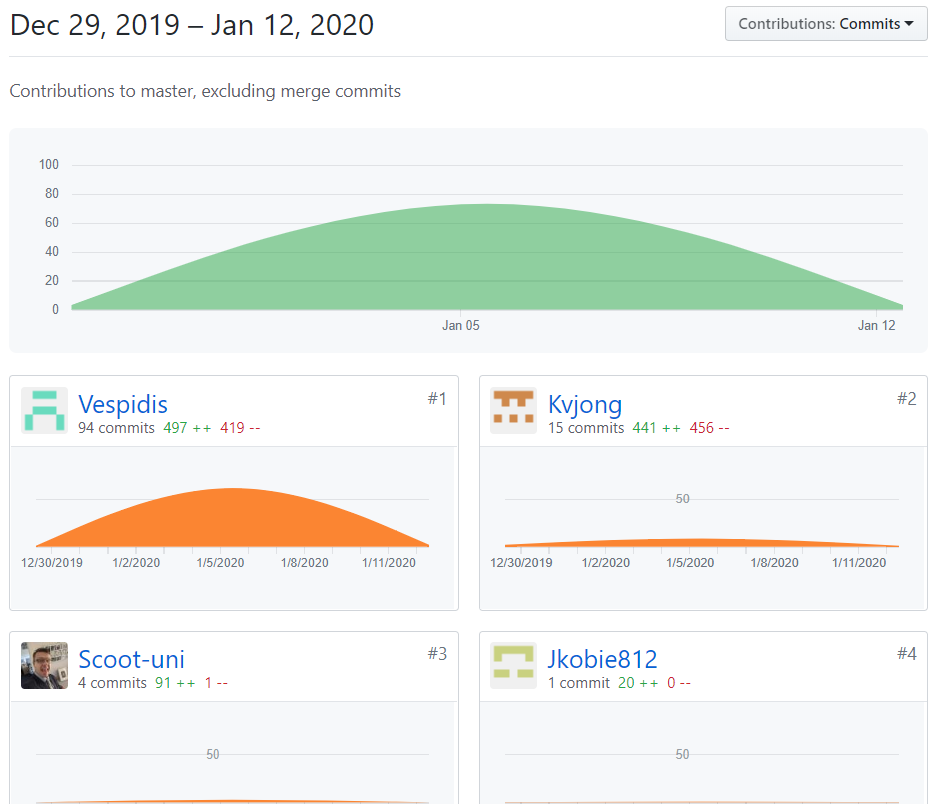 Dec 29, 2019 – Jan 12, 2020
Contributions: Commits
Contributions to master, excluding merge commits
100
80
60
40
20
0
Jan 05
Jan 12
Vespidis
#1
94 commits 497 ++ 419 --
12/30/2019 1/2/2020 1/5/2020 1/8/2020 1/11/2020
Kvjong
#2
15 commits 441 ++ 456 --
50
12/30/2019 1/2/2020 1/5/2020 1/8/2020 1/11/2020
Scoot-uni
#3
4 commits 91 ++ 1 --
50
Jkobie812
#4
1 commit 20 ++ 0 --
50